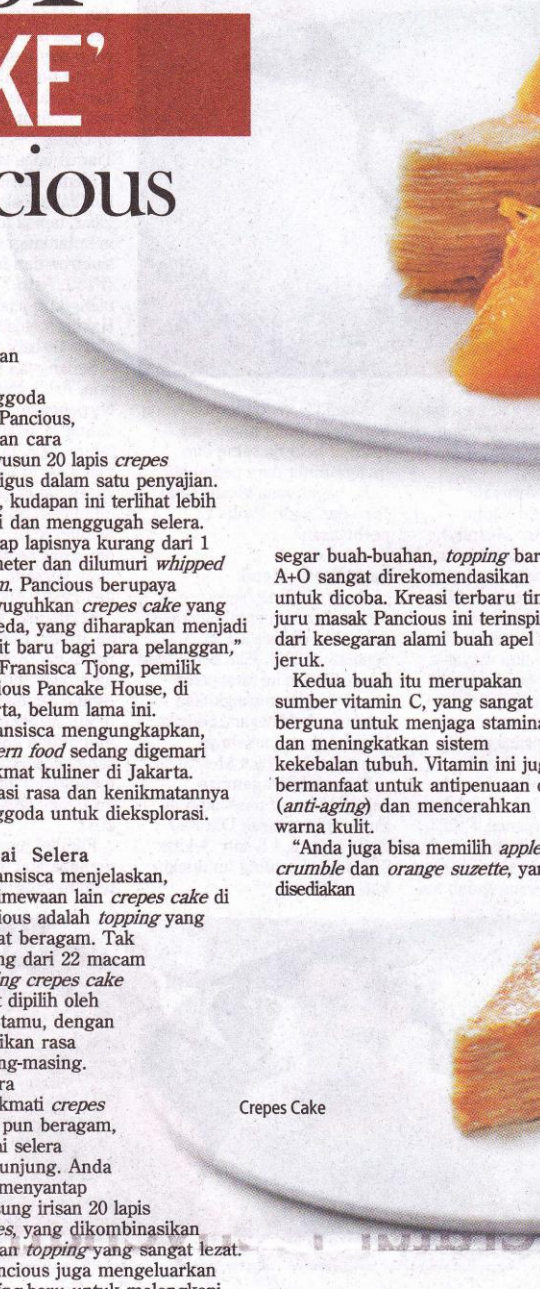 KE'
cious
an
ggoda
Pancious,
an cara
yusun 20 lapis crepes
ligus dalam satu penyajian.
, kudapan ini terlihat lebih
i dan menggugah selera.
ap lapisnya kurang dari 1
meter dan dilumuri whipped
m. Pancious berupaya
yuguhkan crepes cake yang
eda, yang diharapkan menjadi
it baru bagi para pelanggan,"
Fransisca Tjong, pemilik
ious Pancake House, di
rta, belum lama ini.
ansisca mengungkapkan,
ern food sedang digemari
kmat kuliner di Jakarta.
asi rasa dan kenikmatannya
ggoda untuk dieksplorasi.
ai Selera
ansisca menjelaskan,
imewaan lain crepes cake di
ious adalah topping yang
at beragam. Tak
ng dari 22 macam
ing crepes cake
t dipilih oleh
tamu, dengan
ikan rasa
ng-masing.
ra
kmati crepes
pun beragam,
ai selera
unjung. Anda
menyantap
sung irisan 20 lapis
es, yang dikombinasikan
an topping yang sangat lezat.
ncious juga mengeluarkan
segar buah-buahan, topping bar
A+O sangat direkomendasikan
untuk dicoba. Kreasi terbaru tim
juru masak Pancious ini terinspi
dari kesegaran alami buah apel
jeruk.
Kedua buah itu merupakan
sumber vitamin C, yang sangat
berguna untuk menjaga stamina
dan meningkatkan sistem
kekebalan tubuh. Vitamin ini jug
bermanfaat untuk antipenuaan d
(anti-aging) dan mencerahkan
warna kulit.
"Anda juga bisa memilih apple
crumble dan orange suzette, yan
disediakan
Crepes Cake